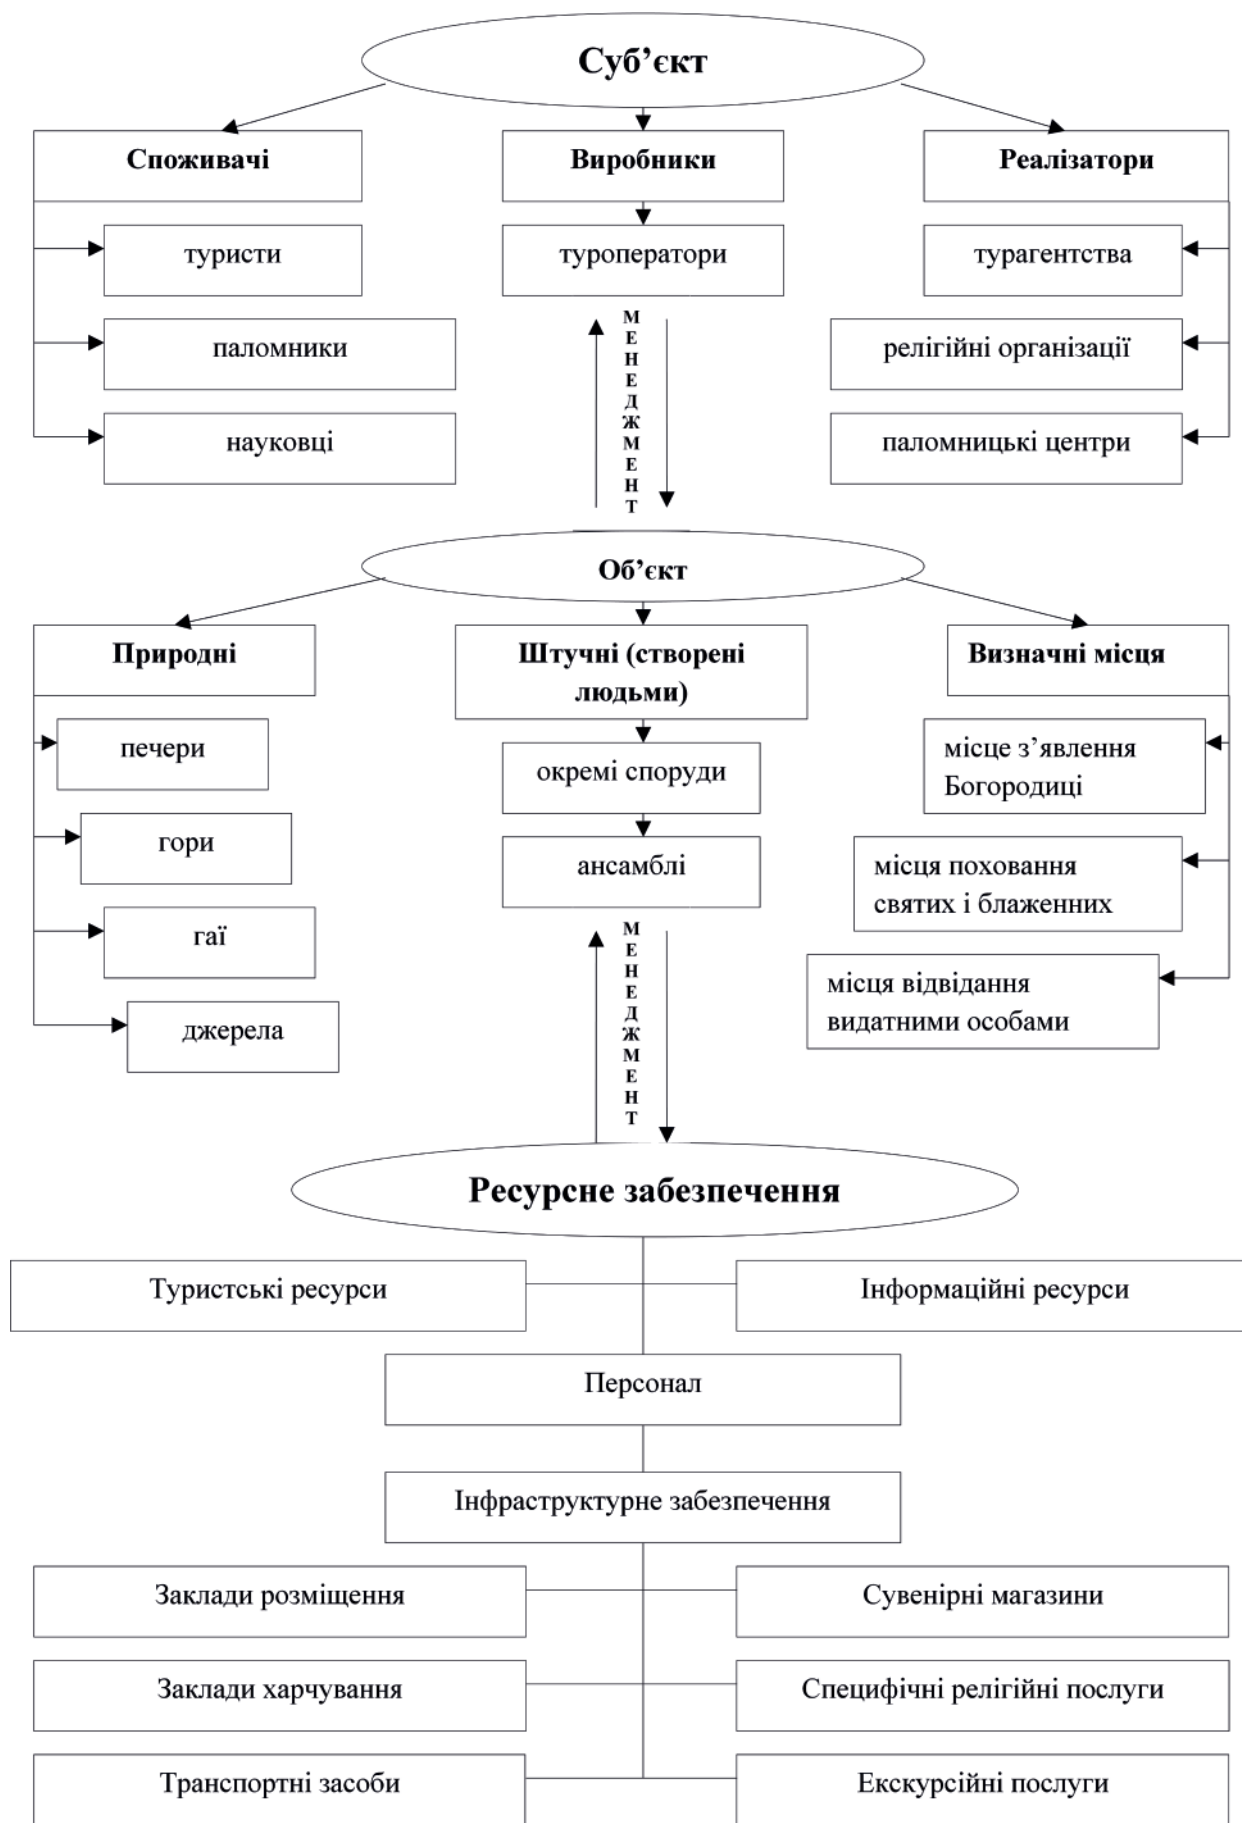 Суб’єкт
Споживачі
Виробники
Реалізатори
туристи
туроператори
турагентства
паломники
релігійні організації
науковці
паломницькі центри
МЕНЕДЖМЕНТ
Об’єкт
Природні
Штучні (створені
людьми)
Визначні місця
печери
окремі споруди
місце з’явлення
Богородиці
гори
ансамблі
місця поховання
святих і блаженних
гаї
місця відвідання
видатними особами
джерела
МЕНЕДЖМЕНТ
Ресурсне забезпечення
Туристські ресурси
Інформаційні ресурси
Персонал
Інфраструктурне забезпечення
Заклади розміщення
Сувенірні магазини
Заклади харчування
Специфічні релігійні послуги
Транспортні засоби
Екскурсійні послуги